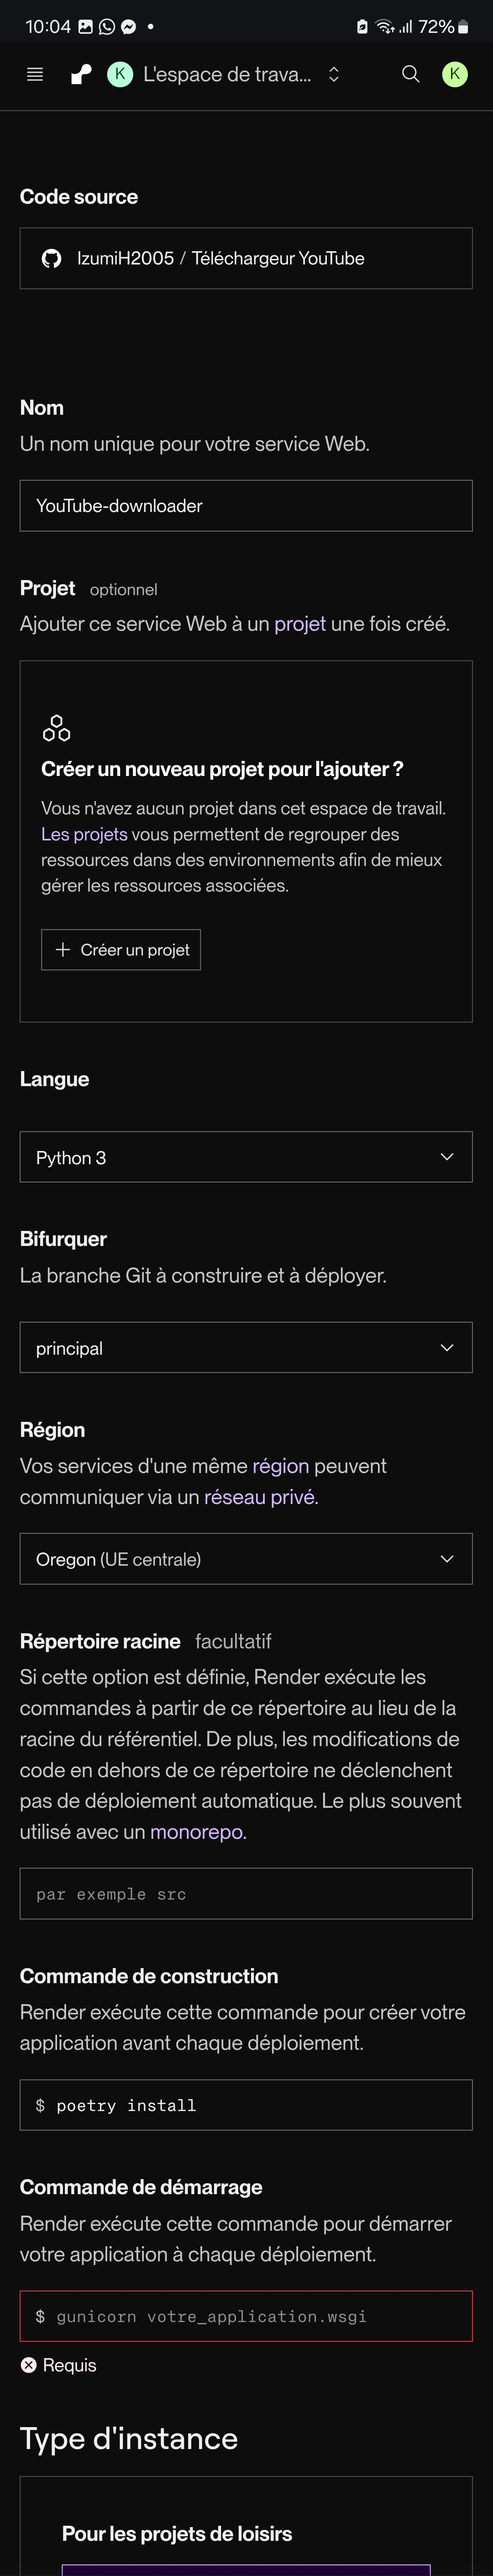 10:04
72%
K
L'espace de trava...
K
Code source
IzumiH2005 / Téléchargeur YouTube
Nom
Un nom unique pour votre service Web.
YouTube-downloader
Projet optionnel
Ajouter ce service Web à un projet une fois créé.
Créer un nouveau projet pour l'ajouter ?
Vous n'avez aucun projet dans cet espace de travail.
Les projets vous permettent de regrouper des
ressources dans des environnements afin de mieux
gérer les ressources associées.
+ Créer un projet
Langue
Python 3
Bifurquer
La branche Git à construire et à déployer.
principal
Région
Vos services d'une même région peuvent
communiquer via un réseau privé.
Oregon (UE centrale)
Répertoire racine facultatif
Si cette option est définie, Render exécute les
commandes à partir de ce répertoire au lieu de la
racine du référentiel. De plus, les modifications de
code en dehors de ce répertoire ne déclenchent
pas de déploiement automatique. Le plus souvent
utilisé avec un monorepo.
par exemple src
Commande de construction
Render exécute cette commande pour créer votre
application avant chaque déploiement.
$ poetry install
Commande de démarrage
Render exécute cette commande pour démarrer
votre application à chaque déploiement.
$ gunicorn votre_application.wsgi
Requis
Type d'instance
Pour les projets de loisirs